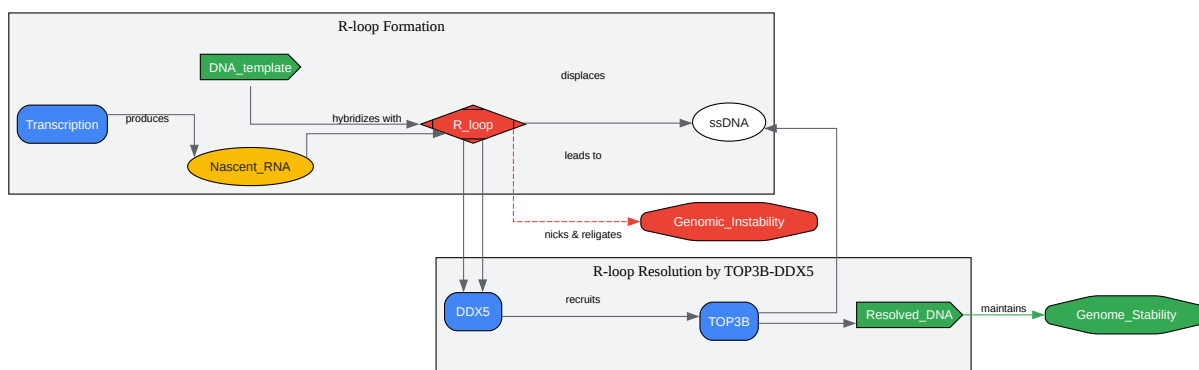 R-loop Formation
DNA_template
displaces
Transcription
produces
hybridizes with
R_loop
ssDNA
Nascent_RNA
leads to
Genomic_Instability
nicks & religates
R-loop Resolution by TOP3B-DDX5
recruits
DDX5
TOP3B
Resolved_DNA
maintains
Genome_Stability